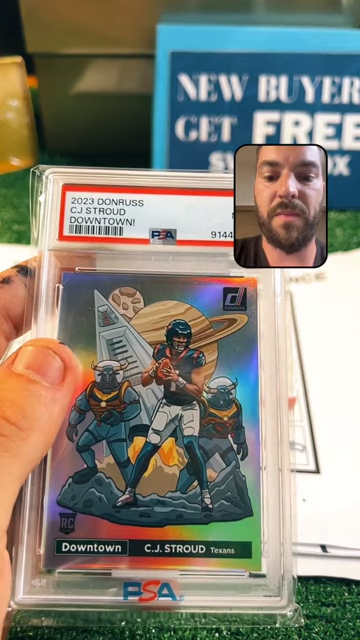 NEW BUYER
GET FREE
2023 DONRUSS
CJ STROUD
DOWNTOWN!
PSA
9144
RC
Downtown C.J. STROUD Texans
PSA